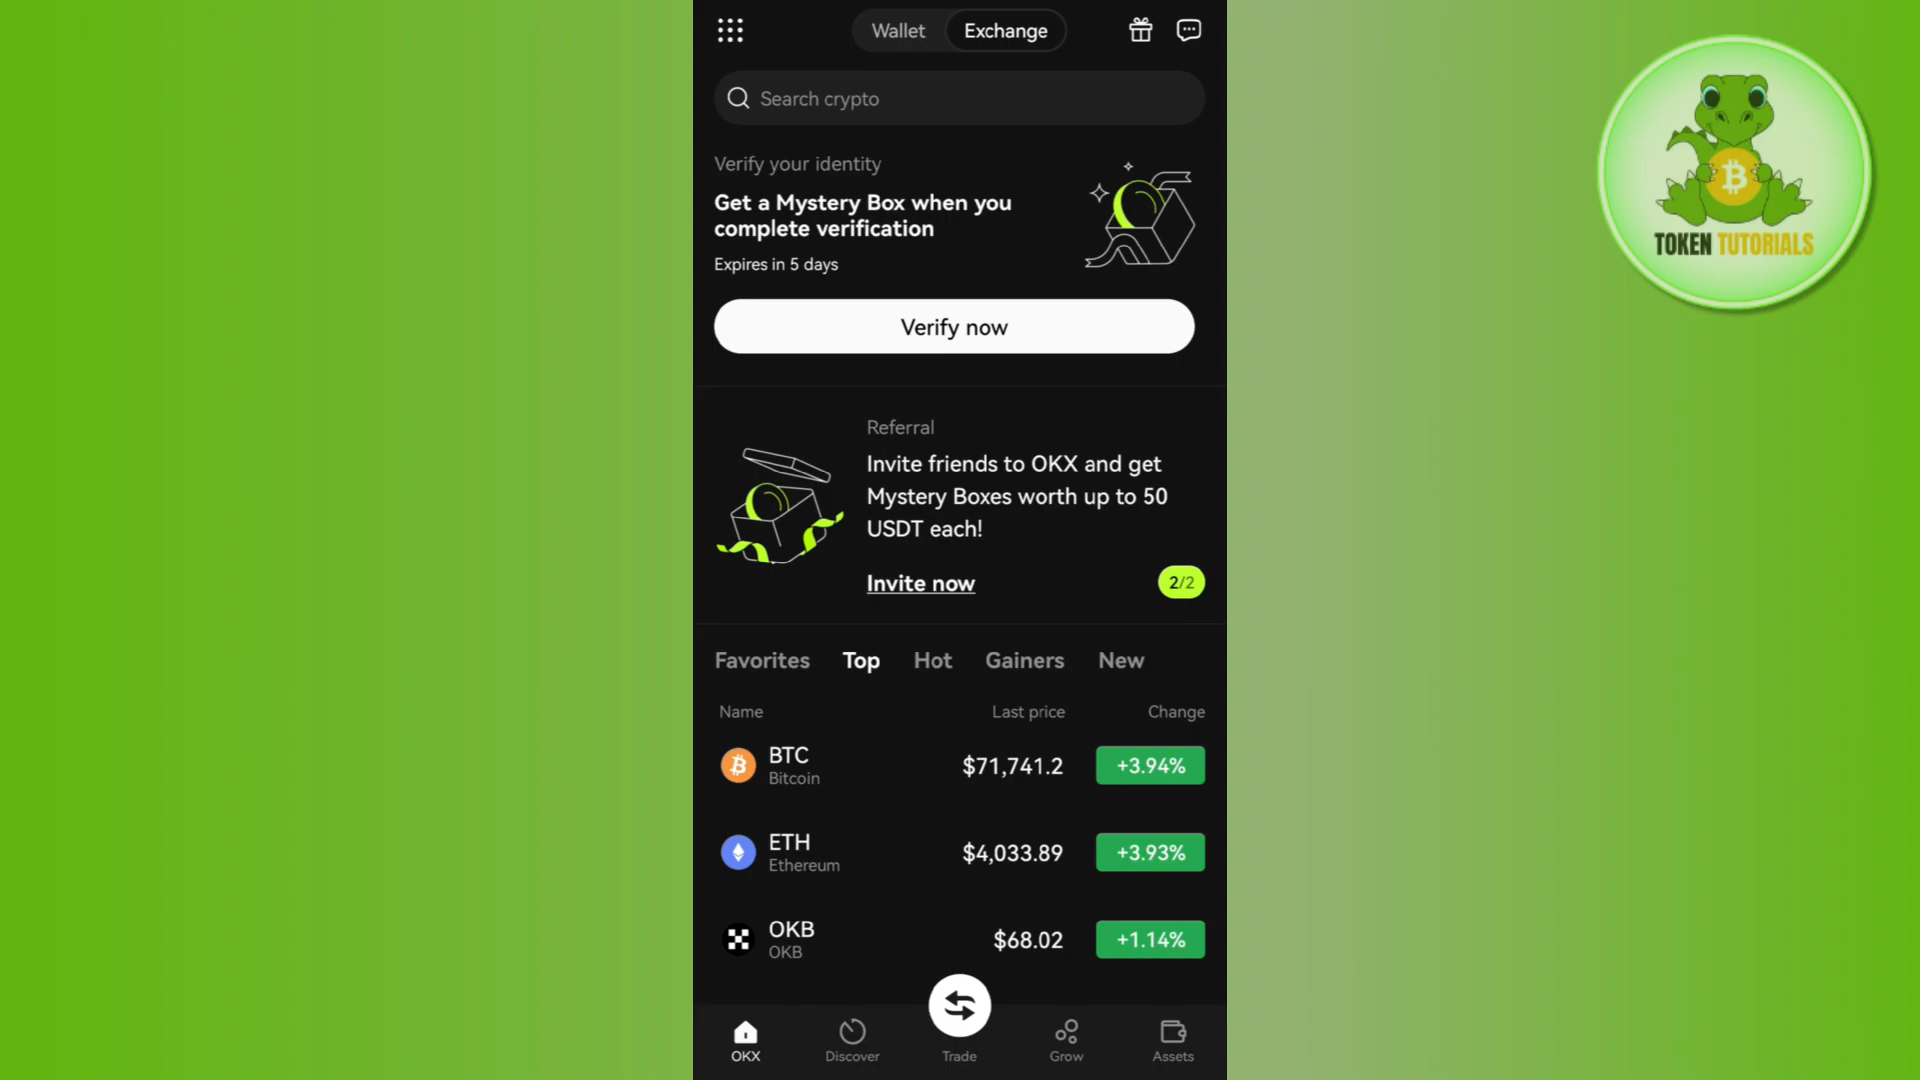 Wallet Exchange
Search crypto
Verify your identity
Get a Mystery Box when you
complete verification
Expires in 5 days
Verify now
Referral
Invite friends to OKX and get
Mystery Boxes worth up to 50
USDT each!
Invite now 2/2
Favorites Top Hot Gainers New
Name Last price Change
BTC
Bitcoin
$71,741.2 +3.94%
ETH
Ethereum
$4,033.89 +3.93%
OKB
OKB
$68.02 +1.14%
OKX Discover Trade Grow Assets
TOKEN TUTORIALS